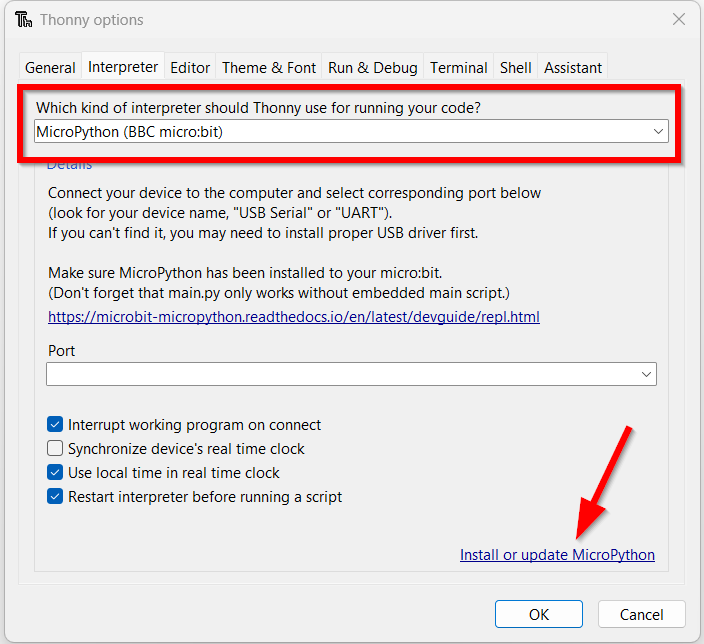 Thonny options
General Interpreter Editor Theme & Font Run & Debug Terminal Shell Assistant
Which kind of interpreter should Thonny use for running your code?
MicroPython (BBC micro:bit)
Details
Connect your device to the computer and select corresponding port below
(look for your device name, "USB Serial" or "UART").
If you can't find it, you may need to install proper USB driver first.
Make sure MicroPython has been installed to your micro:bit.
(Don't forget that main.py only works without embedded main script.)
https://microbit-micropython.readthedocs.io/en/latest/devguide/repl.html
Port
Interrupt working program on connect
Synchronize device's real time clock
Use local time in real time clock
Restart interpreter before running a script
Install or update MicroPython
OK Cancel